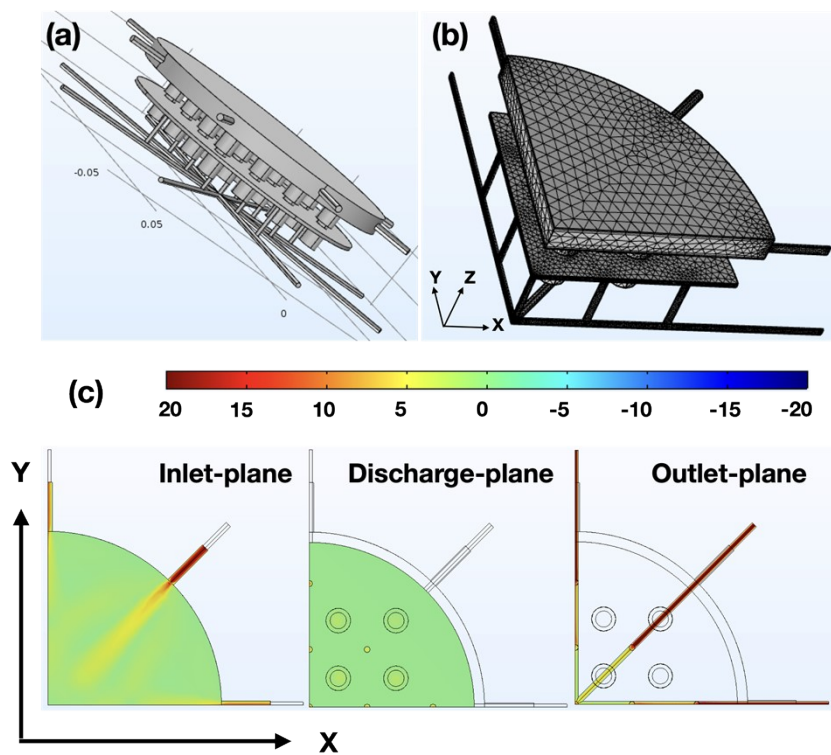 (a)
(b)
-0.05
0.05
0
Y
Z
X
(c)
20 15 10 5 0 -5 -10 -15 -20
Y
Inlet-plane
Discharge-plane
Outlet-plane
X